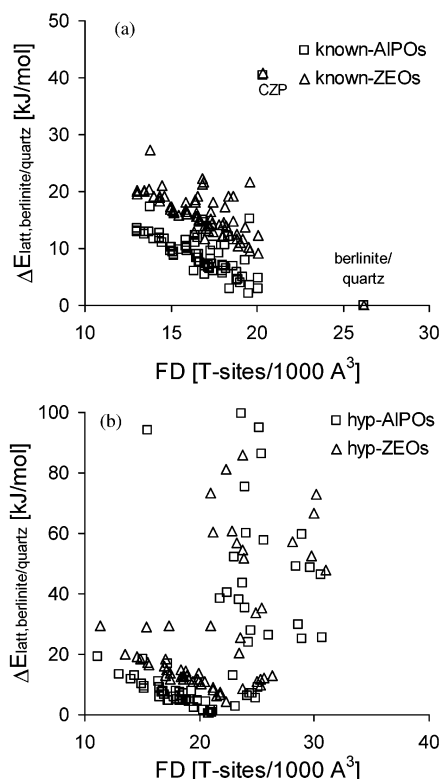 (a)
□ known-AlPOs
△ known-ZEOs
50
40
30
20
10
0
CZP
berlinite/
quartz
10 20 30
15 25
ΔElatt,berlinite/quartz [kJ/mol]
FD [T-sites/1000 A³]
(b)
□ hyp-AlPOs
△ hyp-ZEOs
100
80
60
40
20
0
10 20 30 40
ΔElatt,berlinite/quartz [kJ/mol]
FD [T-sites/1000 A³]